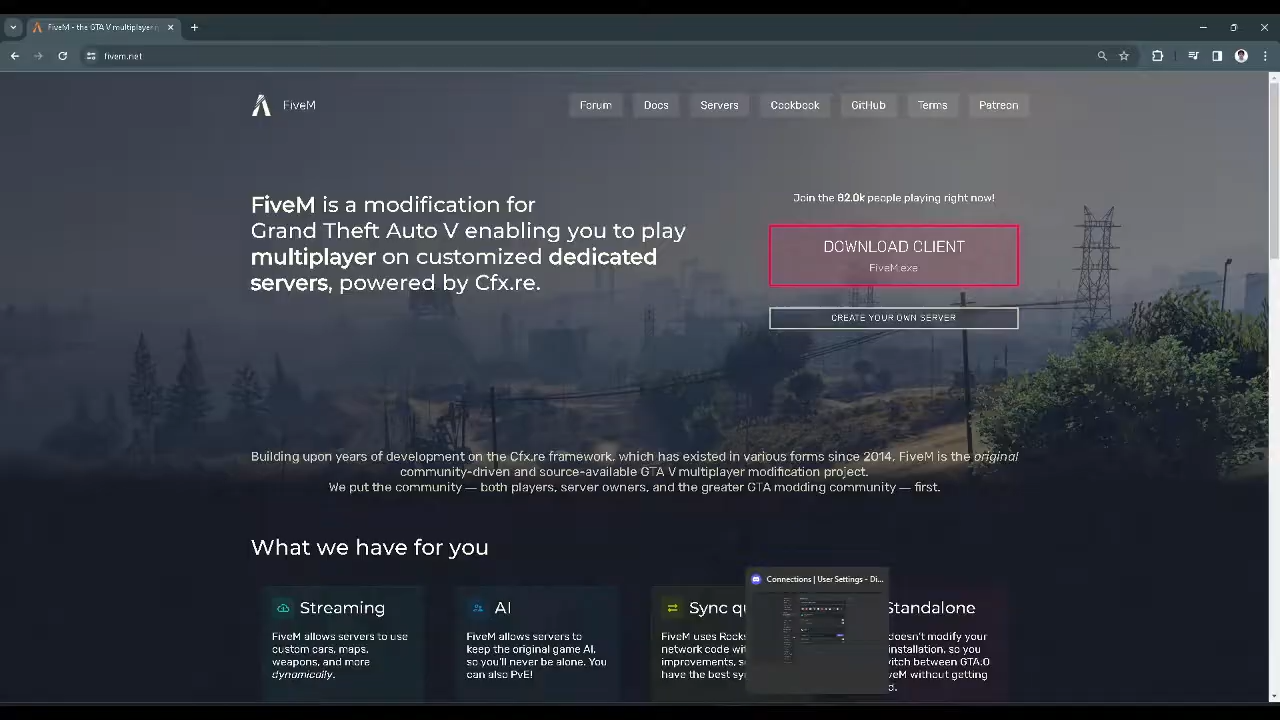 FiveM - the GTA V multiplayer
fivem.net
FiveM
Forum
Docs
Servers
Cookbook
GitHub
Terms
Patreon
FiveM is a modification for
Grand Theft Auto V enabling you to play
multiplayer on customized dedicated
servers, powered by Cfx.re.
Join the 82.0k people playing right now!
DOWNLOAD CLIENT
FiveM.exe
CREATE YOUR OWN SERVER
Building upon years of development on the Cfx.re framework, which has existed in various forms since 2014, FiveM is the original
community-driven and source-available GTA V multiplayer modification project.
We put the community — both players, server owners, and the greater GTA modding community — first.
What we have for you
Streaming
FiveM allows servers to use
custom cars, maps,
weapons, and more
dynamically.
AI
FiveM allows servers to
keep the original game AI,
so you'll never be alone. You
can also PvE!
Sync qu
FiveM uses Rocks
network code wit
improvements, s
have the best sy
Connections | User Settings - Di...
Standalone
doesn't modify your
installation, so you
witch between GTA:O
veM without getting
d.